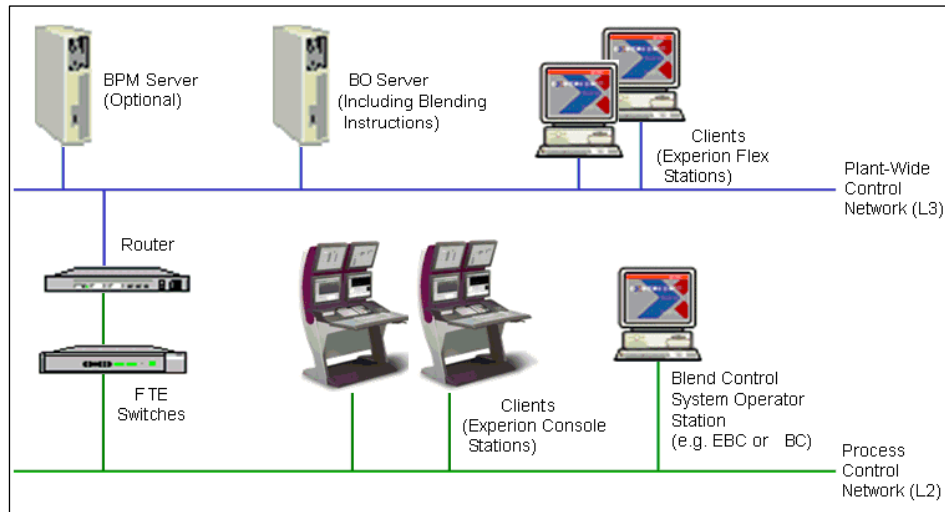 BPM Server
(Optional)
BO Server
(Including Blending
Instructions)
Clients
(Experion Flex
Stations)
Plant-Wide
Control
Network (L3)
Router
FTE
Switches
Clients
(Experion Console
Stations)
Blend Control
System Operator
Station
(e.g. EBC or BC)
Process
Control
Network (L2)